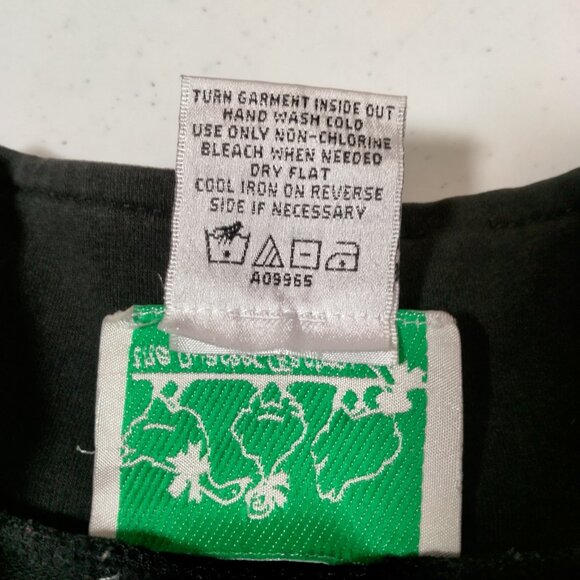 TURN GARMENT INSIDE OUT
HAND WASH COLD
USE ONLY NON-CHLORINE
BLEACH WHEN NEEDED
DRY FLAT
COOL IRON ON REVERSE
SIDE IF NECESSARY
A09965